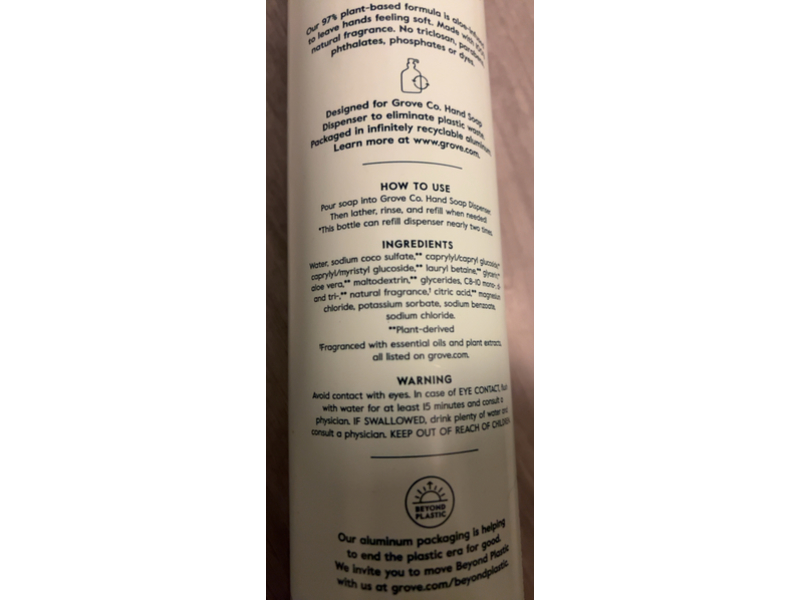 Our 97% plant-based formula is aloe-infused
to leave hands feeling soft. Made with 100%
natural fragrance. No triclosan, parabens,
phthalates, phosphates or dyes.
Designed for Grove Co. Hand Soap
Dispenser to eliminate plastic waste.
Packaged in infinitely recyclable aluminum.
Learn more at www.grove.com.
HOW TO USE
Pour soap into Grove Co. Hand Soap Dispenser.
Then lather, rinse, and refill when needed.
*This bottle can refill dispenser nearly two times.
INGREDIENTS
Water, sodium coco sulfate,** caprylyl/capryl glucoside,**
caprylyl/myristyl glucoside,** lauryl betaine,** glycerin,**
aloe vera,** maltodextrin,** glycerides, C8-10 mono-, di-
and tri-,** natural fragrance,† citric acid,** magnesium
chloride, potassium sorbate, sodium benzoate,
sodium chloride.
**Plant-derived
†Fragranced with essential oils and plant extracts,
all listed on grove.com.
WARNING
Avoid contact with eyes. In case of EYE CONTACT, flush
with water for at least 15 minutes and consult a
physician. IF SWALLOWED, drink plenty of water and
consult a physician. KEEP OUT OF REACH OF CHILDREN.
BEYOND
PLASTIC
Our aluminum packaging is helping
to end the plastic era for good.
We invite you to move Beyond Plastic
with us at grove.com/beyondplastic.